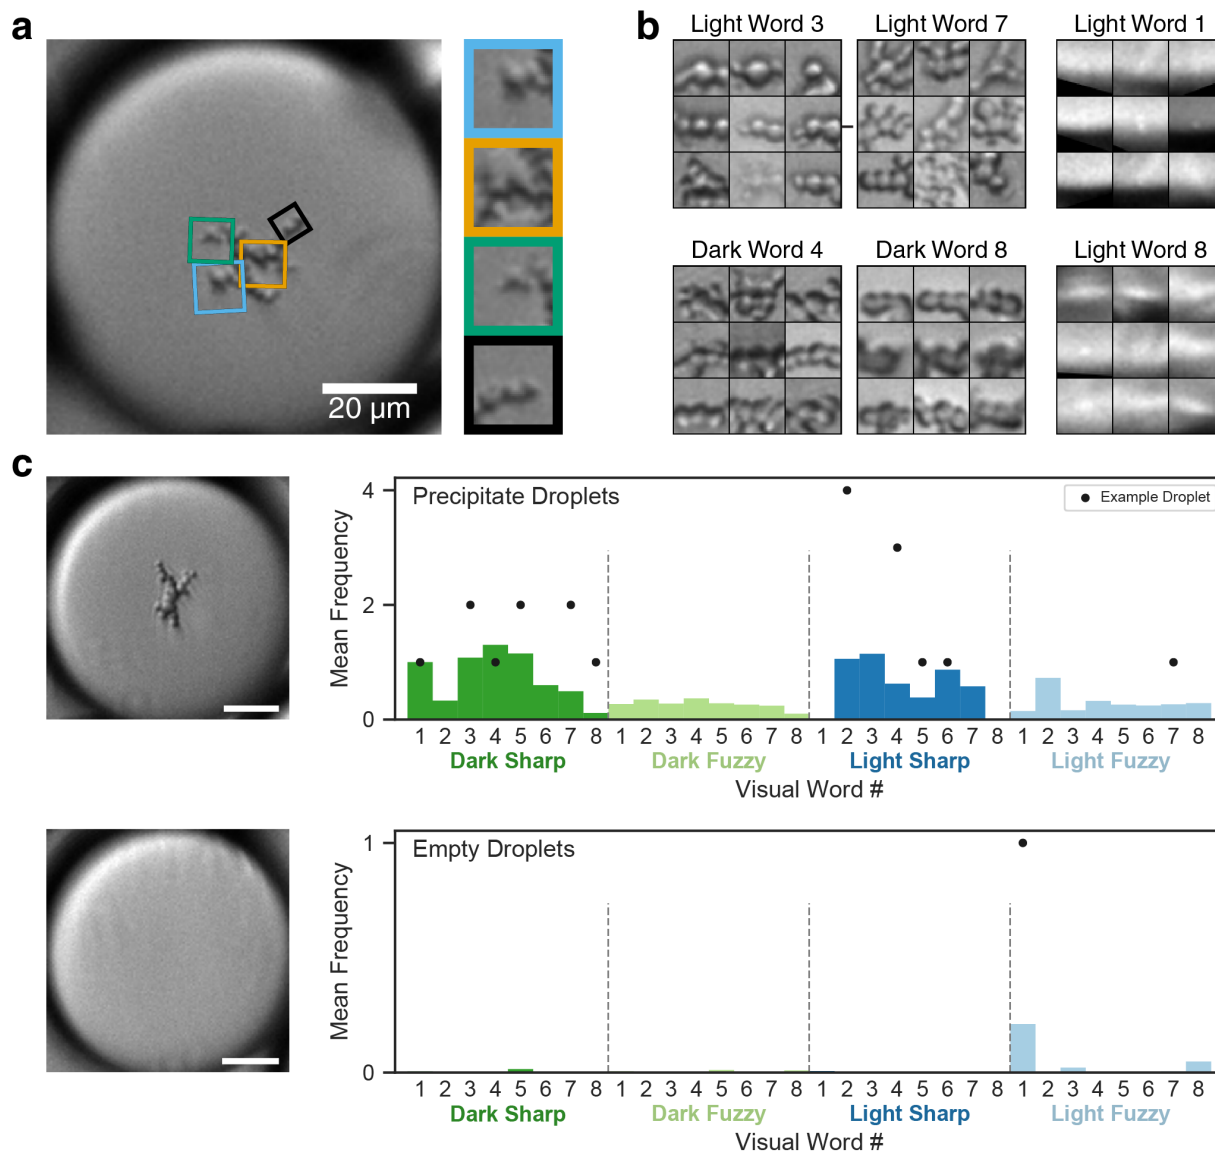 a
20 µm
b
Light Word 3
Light Word 7
Light Word 1
Dark Word 4
Dark Word 8
Light Word 8
c
Precipitate Droplets
Example Droplet
Mean Frequency
4
2
0
1 2 3 4 5 6 7 8 1 2 3 4 5 6 7 8 1 2 3 4 5 6 7 8 1 2 3 4 5 6 7 8
Dark Sharp Dark Fuzzy Light Sharp Light Fuzzy
Visual Word #
Empty Droplets
Mean Frequency
1
0
1 2 3 4 5 6 7 8 1 2 3 4 5 6 7 8 1 2 3 4 5 6 7 8 1 2 3 4 5 6 7 8
Dark Sharp Dark Fuzzy Light Sharp Light Fuzzy
Visual Word #